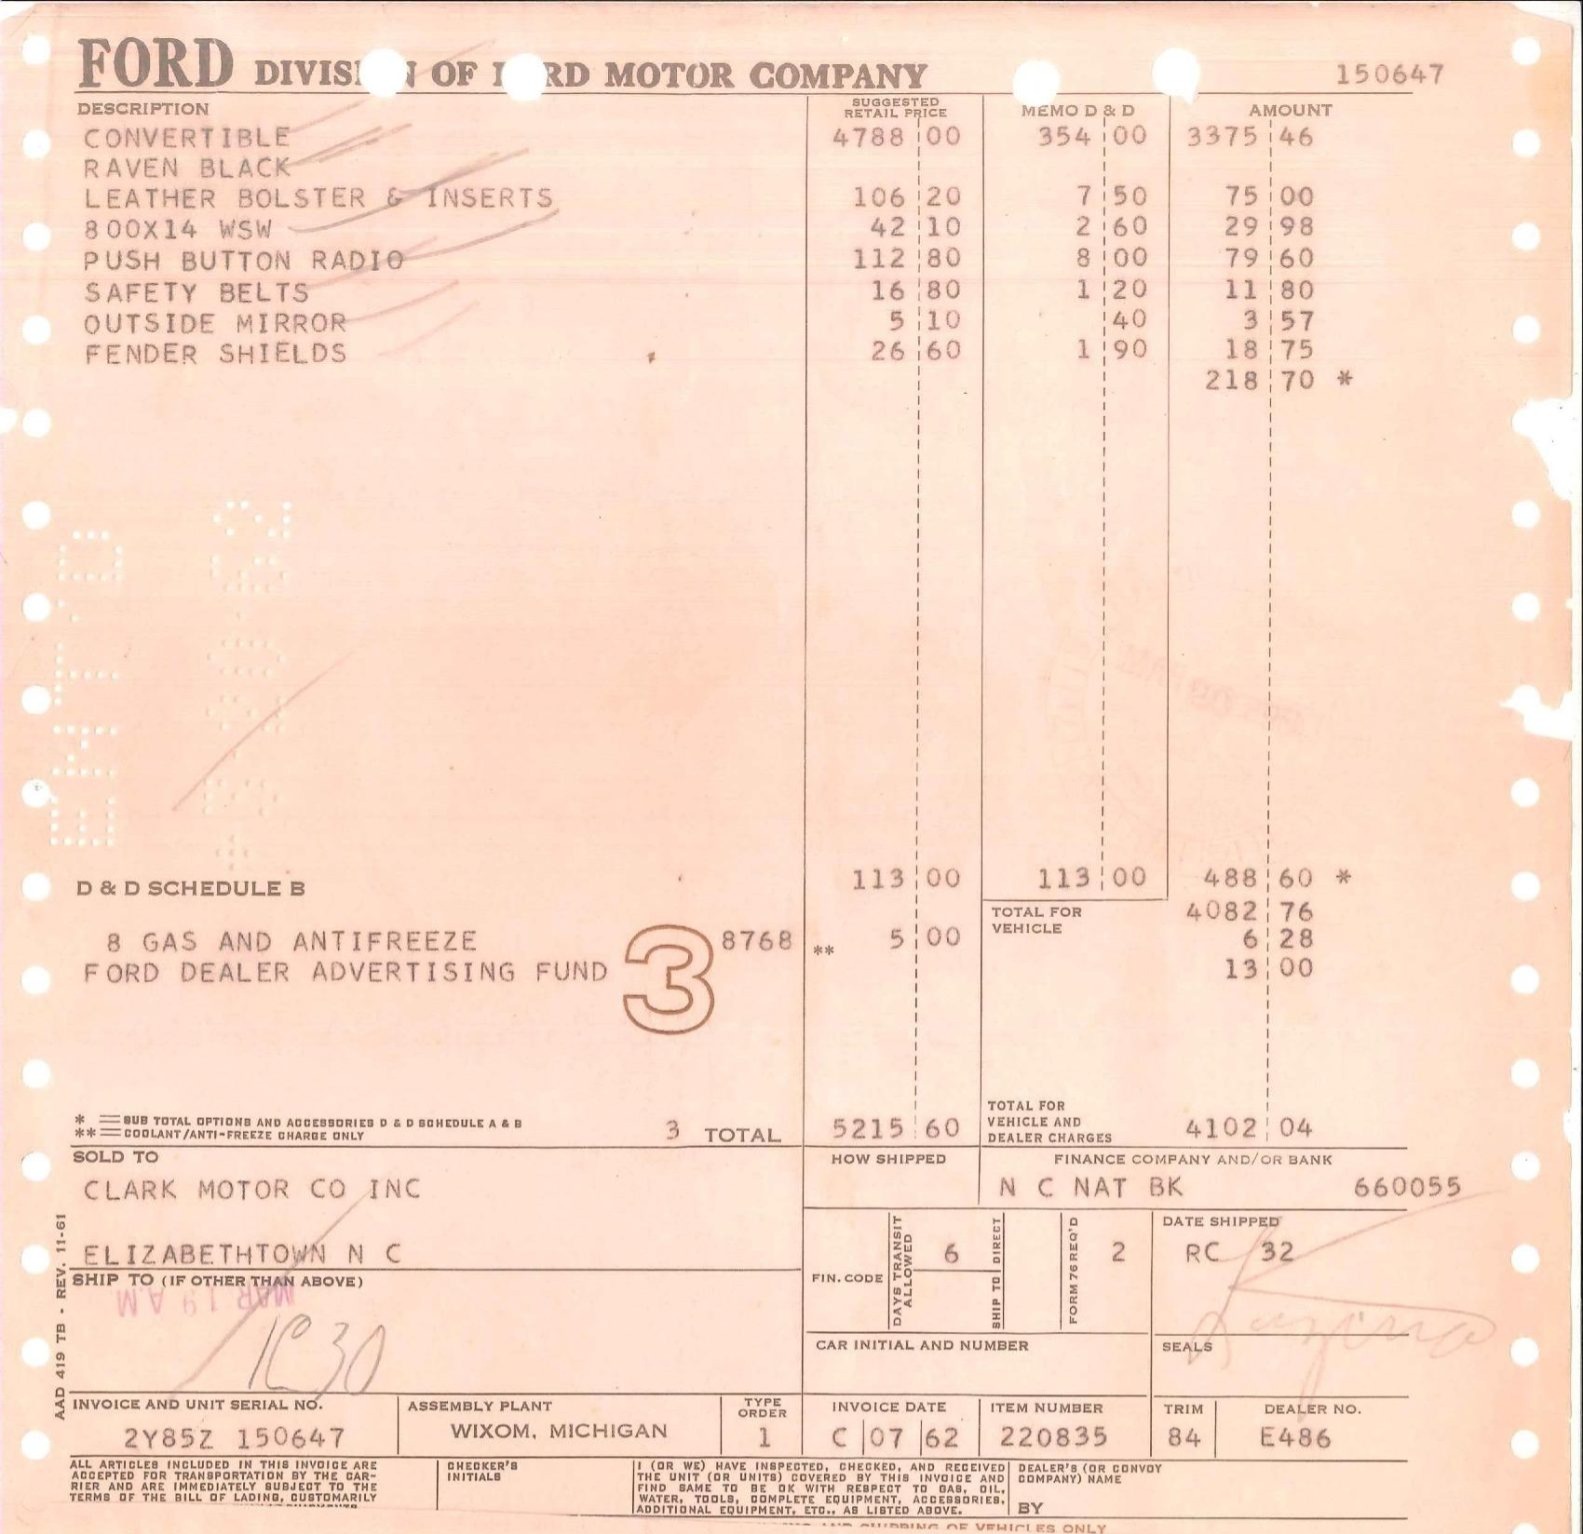 FORD DIVISION OF FORD MOTOR COMPANY 150647
DESCRIPTION SUGGESTED RETAIL PRICE MEMO D & D AMOUNT
CONVERTIBLE 4788 00 354 00 3375 46
RAVEN BLACK
LEATHER BOLSTER & INSERTS 106 20 7 50 75 00
800X14 WSW 42 10 2 60 29 98
PUSH BUTTON RADIO 112 80 8 00 79 60
SAFETY BELTS 16 80 1 20 11 80
OUTSIDE MIRROR 5 10 40 3 57
FENDER SHIELDS 26 60 1 90 18 75
218 70 *
D & D SCHEDULE B 113 00 113 00 488 60 *
TOTAL FOR VEHICLE 4082 76
8 GAS AND ANTIFREEZE 8768 ** 5 00 6 28
FORD DEALER ADVERTISING FUND 13 00
3
* = SUB TOTAL OPTIONS AND ACCESSORIES D & D SCHEDULE A & B
** = COOLANT/ANTI-FREEZE CHARGE ONLY
3 TOTAL 5215 60 TOTAL FOR VEHICLE AND DEALER CHARGES 4102 04
SOLD TO HOW SHIPPED FINANCE COMPANY AND/OR BANK
CLARK MOTOR CO INC N C NAT BK 660055
ELIZABETHTOWN N C
FIN. CODE DAYS TRANSIT ALLOWED 6 SHIP TO DIRECT FORM 76 REQ'D 2 DATE SHIPPED RC 32
SHIP TO (IF OTHER THAN ABOVE)
MAR 19 AM
CAR INITIAL AND NUMBER SEALS
AAD 419 TB - REV. 11-61
INVOICE AND UNIT SERIAL NO. ASSEMBLY PLANT TYPE ORDER INVOICE DATE ITEM NUMBER TRIM DEALER NO.
2Y85Z 150647 WIXOM, MICHIGAN 1 C 07 62 220835 84 E486
ALL ARTICLES INCLUDED IN THIS INVOICE ARE
ACCEPTED FOR TRANSPORTATION BY THE CAR-
RIER AND ARE IMMEDIATELY SUBJECT TO THE
TERMS OF THE BILL OF LADING, CUSTOMARILY
CHECKER'S INITIALS
I (OR WE) HAVE INSPECTED, CHECKED, AND RECEIVED
THE UNIT (OR UNITS) COVERED BY THIS INVOICE AND
FIND SAME TO BE OK WITH RESPECT TO GAS, OIL,
WATER, TOOLS, COMPLETE EQUIPMENT, ACCESSORIES,
ADDITIONAL EQUIPMENT, ETC., AS LISTED ABOVE.
DEALER'S (OR CONVOY COMPANY) NAME
BY
AND SHIPPING OF VEHICLES ONLY